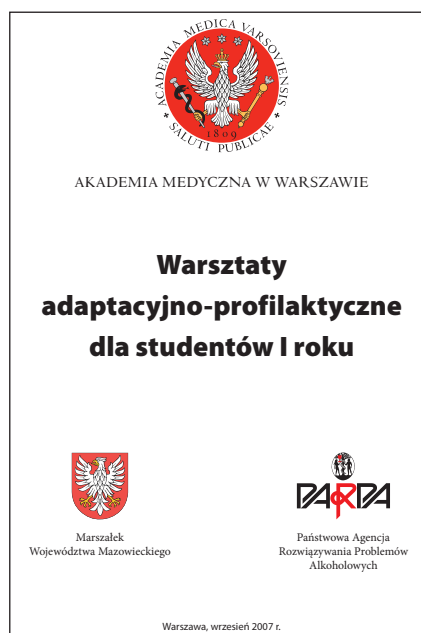 ACADEMIA MEDICA VARSOVIENSIS
1809
SALUTI PUBLICAE
AKADEMIA MEDYCZNA W WARSZAWIE
Warsztaty
adaptacyjno-profilaktyczne
dla studentów I roku
Marszałek
Województwa Mazowieckiego
PARPA
Państwowa Agencja
Rozwiązywania Problemów
Alkoholowych
Warszawa, wrzesień 2007 r.